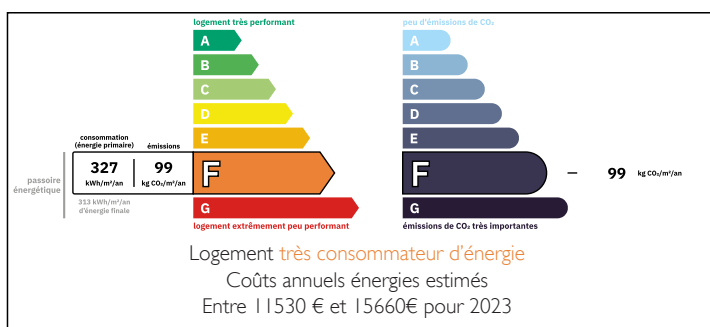 logement très performant
A
B
C
D
E
consommation
(énergie primaire)
émissions
327
kWh/m²/an
99
kg CO₂/m²/an
F
passoire
énergétique
313 kWh/m²/an
d'énergie finale
G
logement extrêmement peu performant
peu d'émissions de CO₂
A
B
C
D
E
F
99 kg CO₂/m²/an
G
émissions de CO₂ très importantes
Logement très consommateur d'énergie
Coûts annuels énergies estimés
Entre 11530 € et 15660€ pour 2023